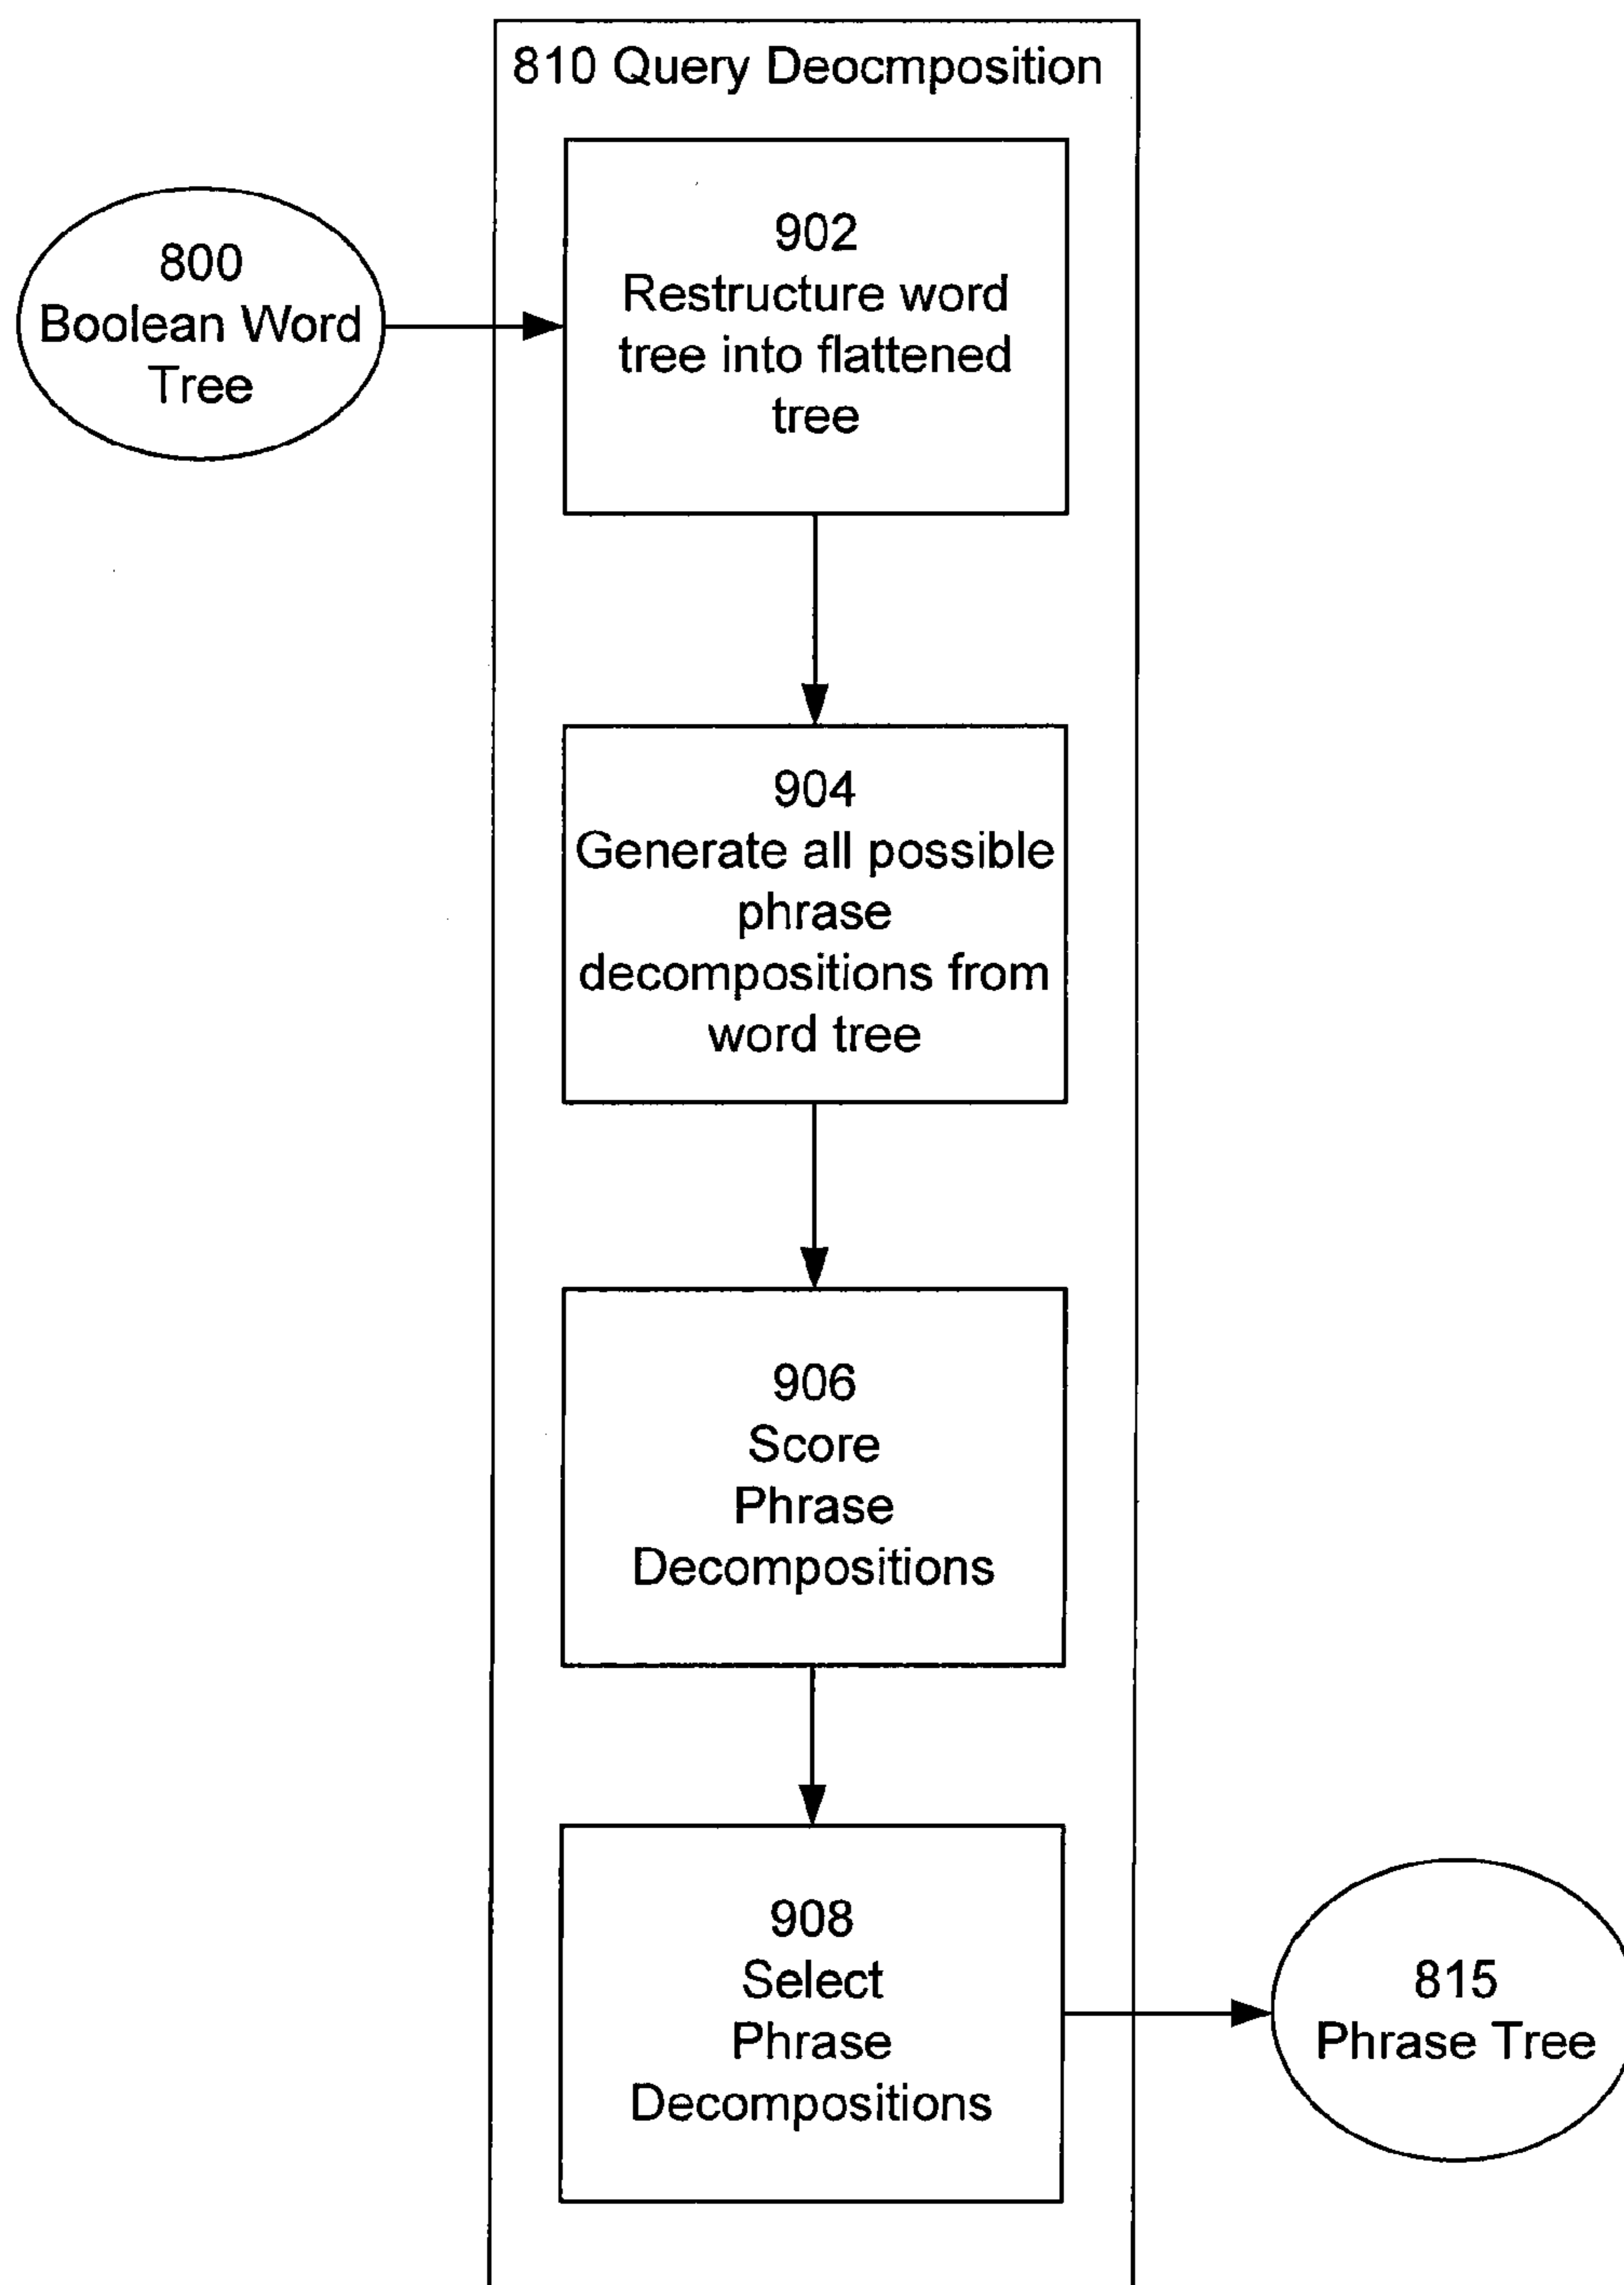 810 Query Deocmposition
800
Boolean Word
Tree
902
Restructure word
tree into flattened
tree
904
Generate all possible
phrase
decompositions from
word tree
906
Score
Phrase
Decompositions
908
Select
Phrase
Decompositions
815
Phrase Tree